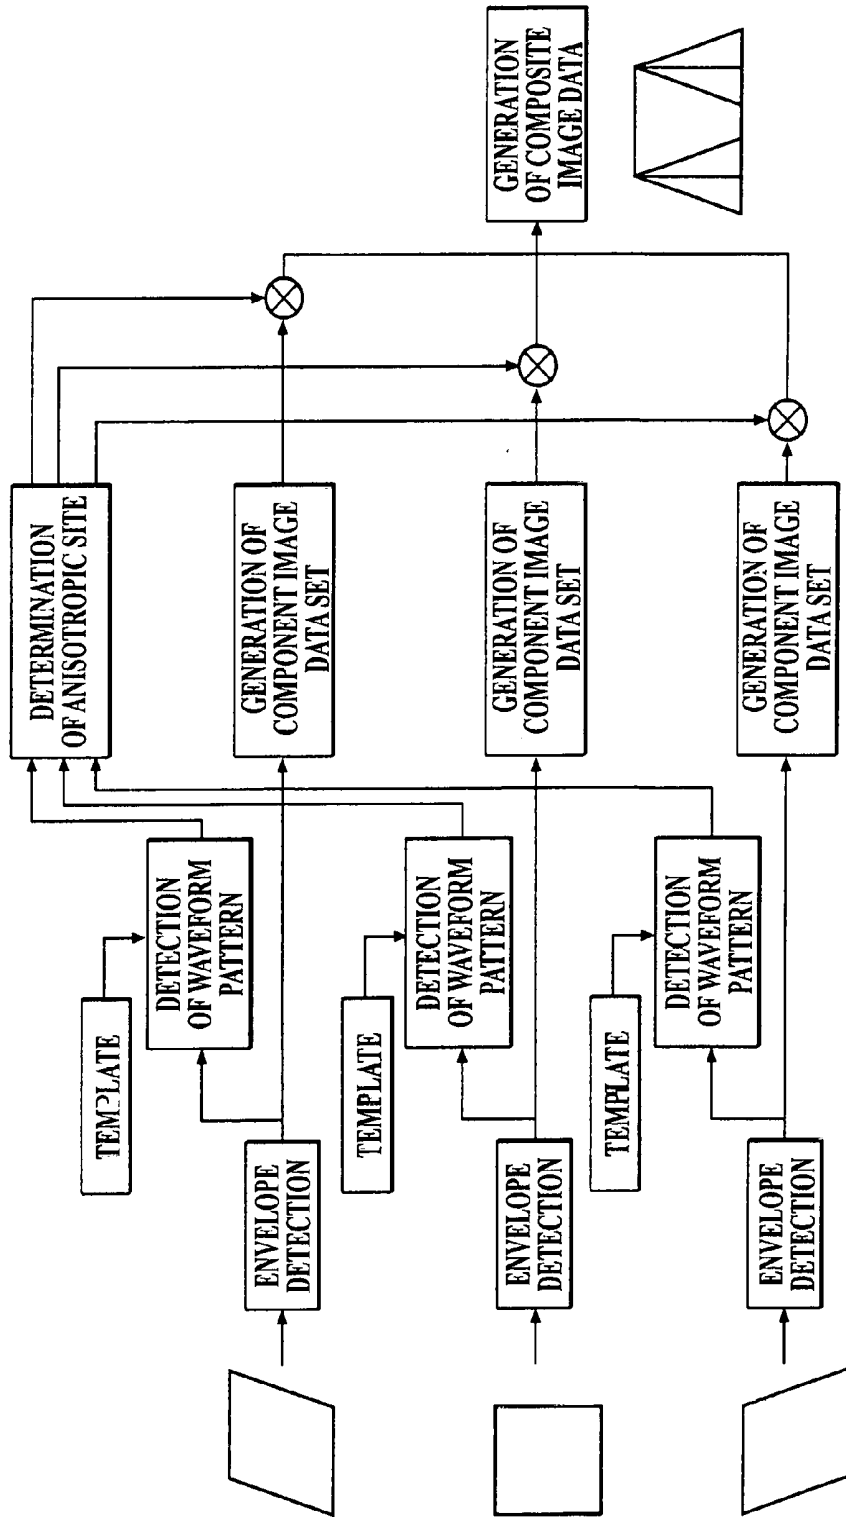 DETERMINATION
OF ANISOTROPIC SITE
TEMPLATE
DETECTION
OF WAVEFORM
PATTERN
ENVELOPE
DETECTION
GENERATION OF
COMPONENT IMAGE
DATA SET
TEMPLATE
DETECTION
OF WAVEFORM
PATTERN
ENVELOPE
DETECTION
GENERATION OF
COMPONENT IMAGE
DATA SET
GENERATION
OF COMPOSITE
IMAGE DATA
TEMPLATE
DETECTION
OF WAVEFORM
PATTERN
ENVELOPE
DETECTION
GENERATION OF
COMPONENT IMAGE
DATA SET